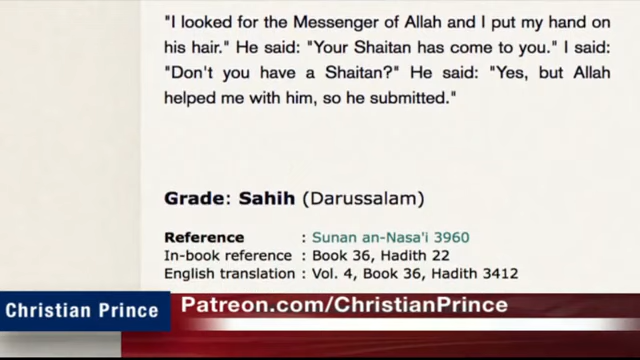 "I looked for the Messenger of Allah and I put my hand on
his hair." He said: "Your Shaitan has come to you." I said:
"Don't you have a Shaitan?" He said: "Yes, but Allah
helped me with him, so he submitted."
Grade: Sahih (Darussalam)
Reference : Sunan an-Nasa'i 3960
In-book reference : Book 36, Hadith 22
English translation : Vol. 4, Book 36, Hadith 3412
Christian Prince
Patreon.com/ChristianPrince